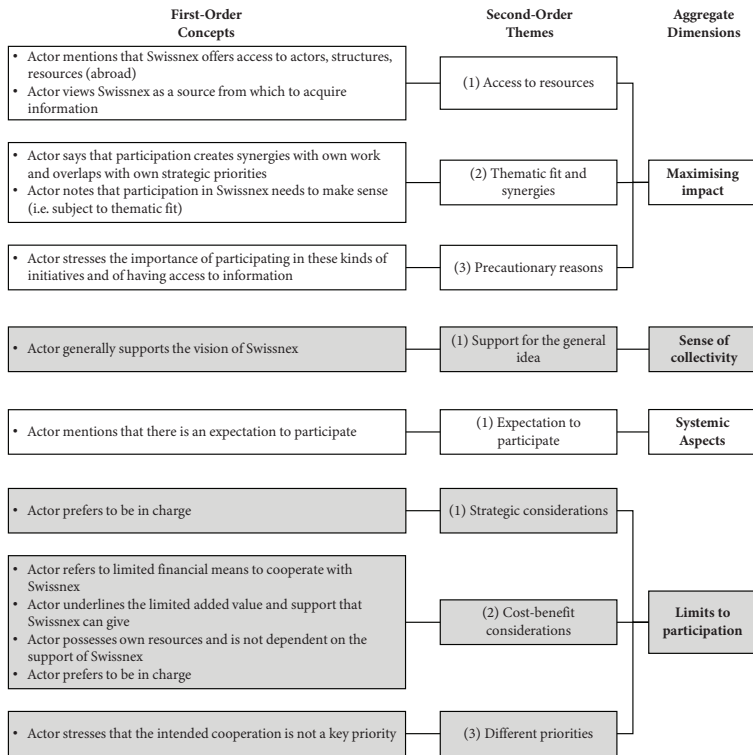 First-Order
Concepts
Second-Order
Themes
Aggregate
Dimensions
• Actor mentions that Swissnex offers access to actors, structures,
resources (abroad)
• Actor views Swissnex as a source from which to acquire
information
(1) Access to resources
• Actor says that participation creates synergies with own work
and overlaps with own strategic priorities
• Actor notes that participation in Swissnex needs to make sense
(i.e. subject to thematic fit)
(2) Thematic fit and
synergies
Maximising
impact
• Actor stresses the importance of participating in these kinds of
initiatives and of having access to information
(3) Precautionary reasons
• Actor generally supports the vision of Swissnex
(1) Support for the general
idea
Sense of
collectivity
• Actor mentions that there is an expectation to participate
(1) Expectation to
participate
Systemic
Aspects
• Actor prefers to be in charge
(1) Strategic considerations
• Actor refers to limited financial means to cooperate with
Swissnex
• Actor underlines the limited added value and support that
Swissnex can give
• Actor possesses own resources and is not dependent on the
support of Swissnex
• Actor prefers to be in charge
(2) Cost-benefit
considerations
Limits to
participation
• Actor stresses that the intended cooperation is not a key priority
(3) Different priorities